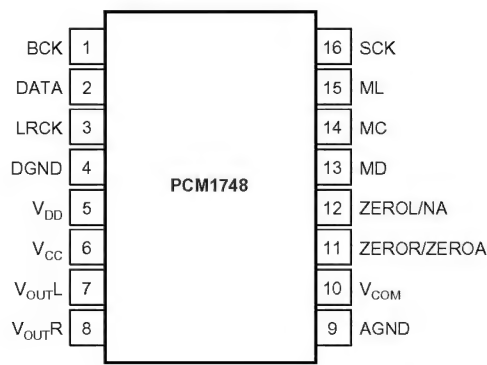 BCK 1 16 SCK
DATA 2 15 ML
LRCK 3 14 MC
DGND 4 13 MD
PCM1748
VDD 5 12 ZEROL/NA
VCC 6 11 ZEROR/ZEROA
VOUTL 7 10 VCOM
VOUTR 8 9 AGND